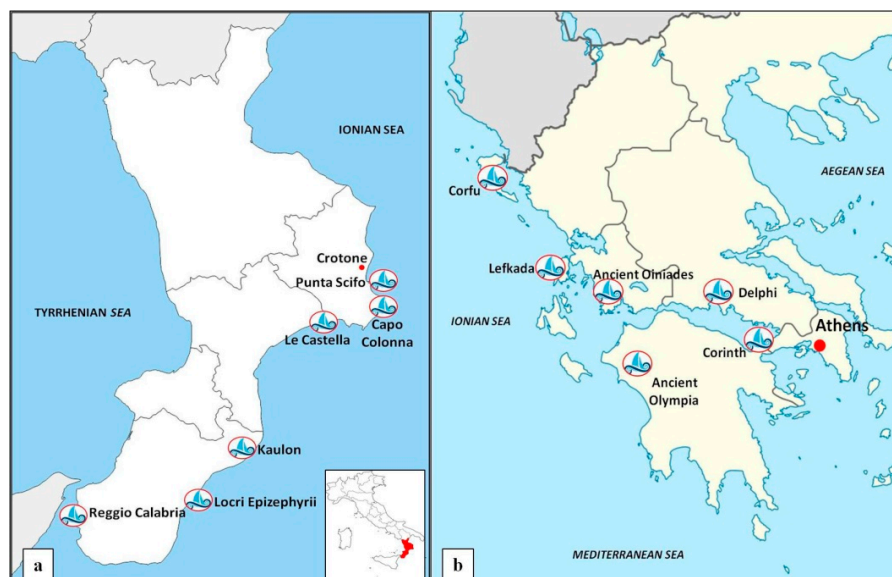 IONIAN SEA
Crotone
Punta Scifo
TYRRHENIAN SEA
Capo
Colonna
Le Castella
Kaulon
Locri Epizephyrii
Reggio Calabria
a
AEGEAN SEA
Corfu
Lefkada
Ancient Oiniades
Delphi
IONIAN SEA
Athens
Corinth
Ancient
Olympia
MEDITERRANEAN SEA
b